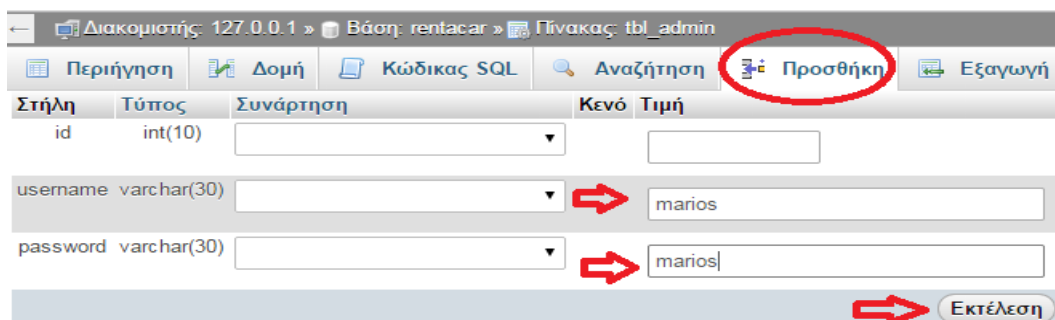 ← Διακομιστής: 127.0.0.1 » Βάση: rentacar » Πίνακας: tbl_admin
Περιήγηση Δομή Κώδικας SQL Αναζήτηση Προσθήκη Εξαγωγή
Στήλη Τύπος Συνάρτηση Κενό Τιμή
id int(10)
username varchar(30) marios
password varchar(30) marios
Εκτέλεση